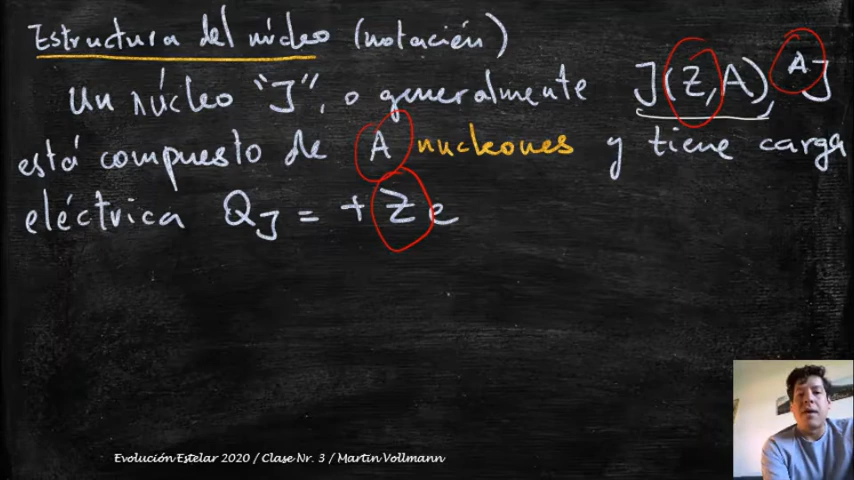 Estructura del núcleo (notación)
Un núcleo "J", o generalmente J(Z,A), ᴬJ
está compuesto de A nucleones y tiene carga
eléctrica Q_J = + Z e
Evolución Estelar 2020 / Clase Nr. 3 / Martin Vollmann